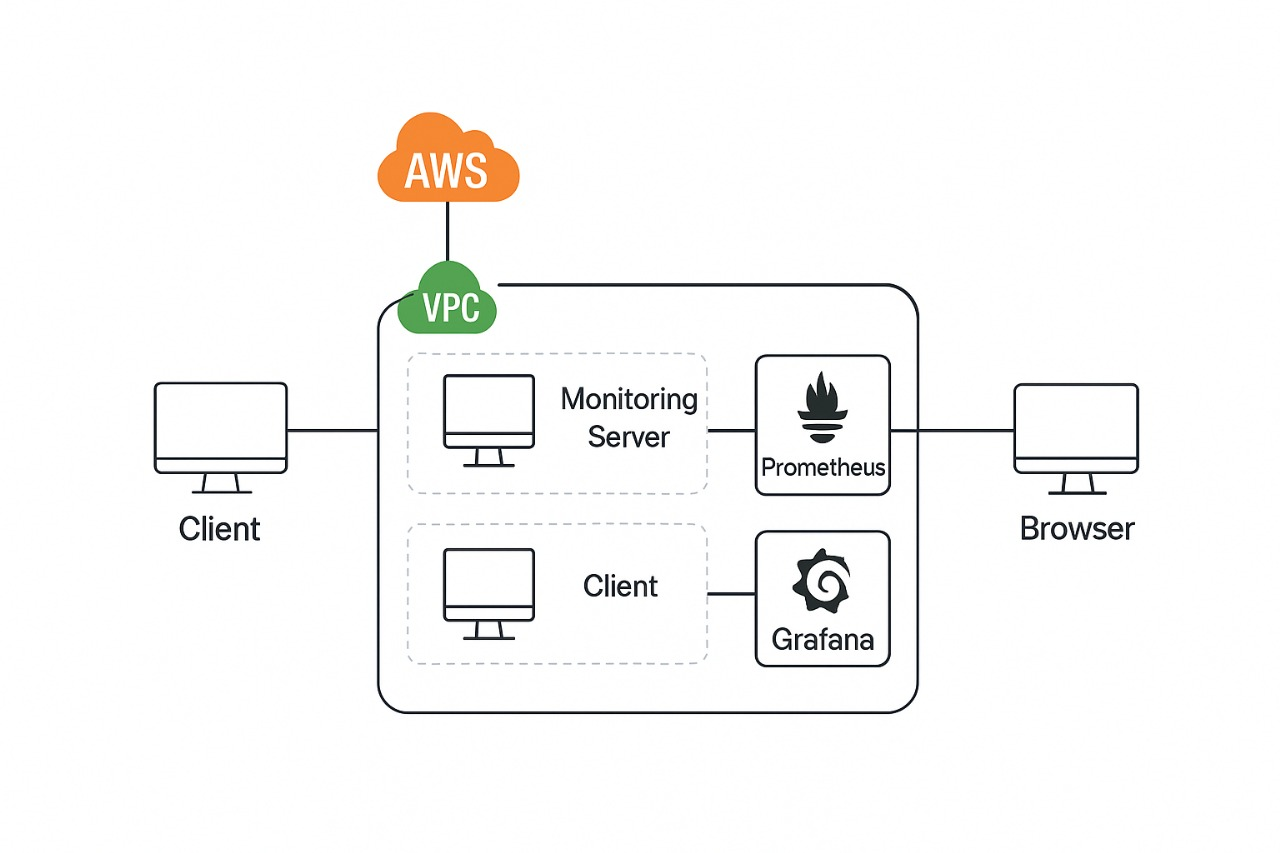 AWS
VPC
Monitoring
Server
Prometheus
Client
Browser
Client
Grafana